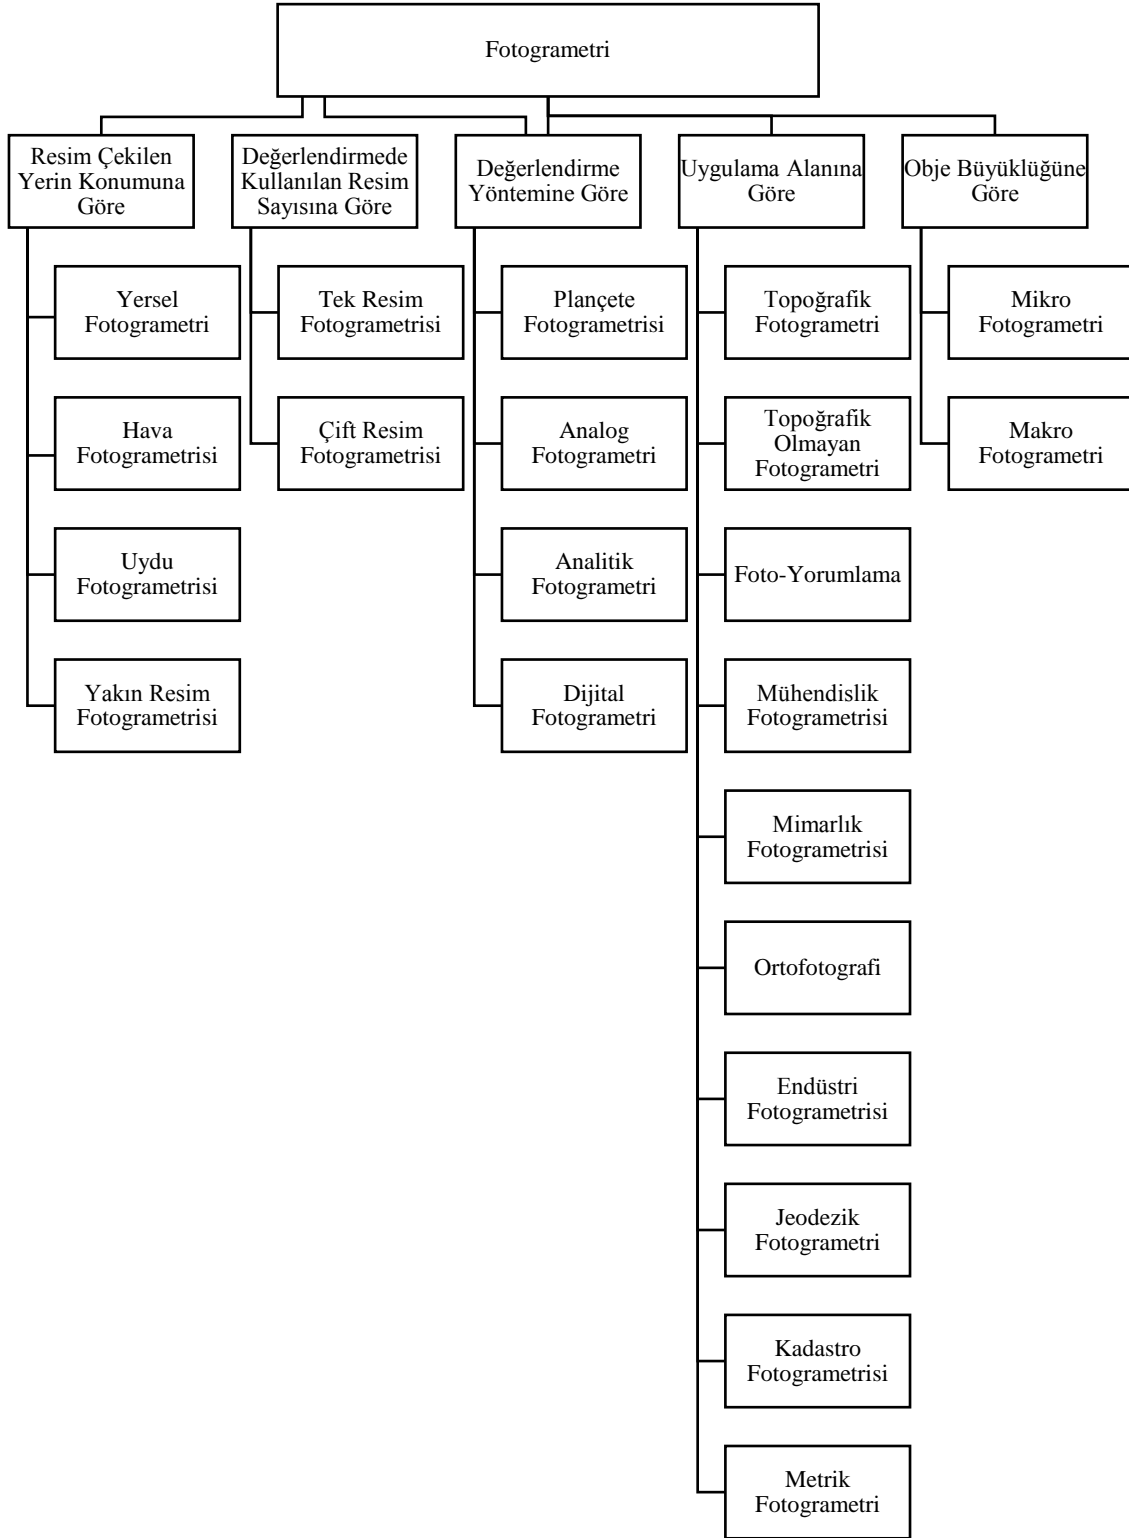 Fotogrametri
Resim Çekilen
Yerin Konumuna
Göre
Yersel
Fotogrametri
Hava
Fotogrametrisi
Uydu
Fotogrametrisi
Yakın Resim
Fotogrametrisi
Değerlendirmede
Kullanılan Resim
Sayısına Göre
Tek Resim
Fotogrametrisi
Çift Resim
Fotogrametrisi
Değerlendirme
Yöntemine Göre
Plançete
Fotogrametrisi
Analog
Fotogrametri
Analitik
Fotogrametri
Dijital
Fotogrametri
Uygulama Alanına
Göre
Topoğrafik
Fotogrametri
Topoğrafik
Olmayan
Fotogrametri
Foto-Yorumlama
Mühendislik
Fotogrametrisi
Mimarlık
Fotogrametrisi
Ortofotografi
Endüstri
Fotogrametrisi
Jeodezik
Fotogrametri
Kadastro
Fotogrametrisi
Metrik
Fotogrametri
Obje Büyüklüğüne
Göre
Mikro
Fotogrametri
Makro
Fotogrametri